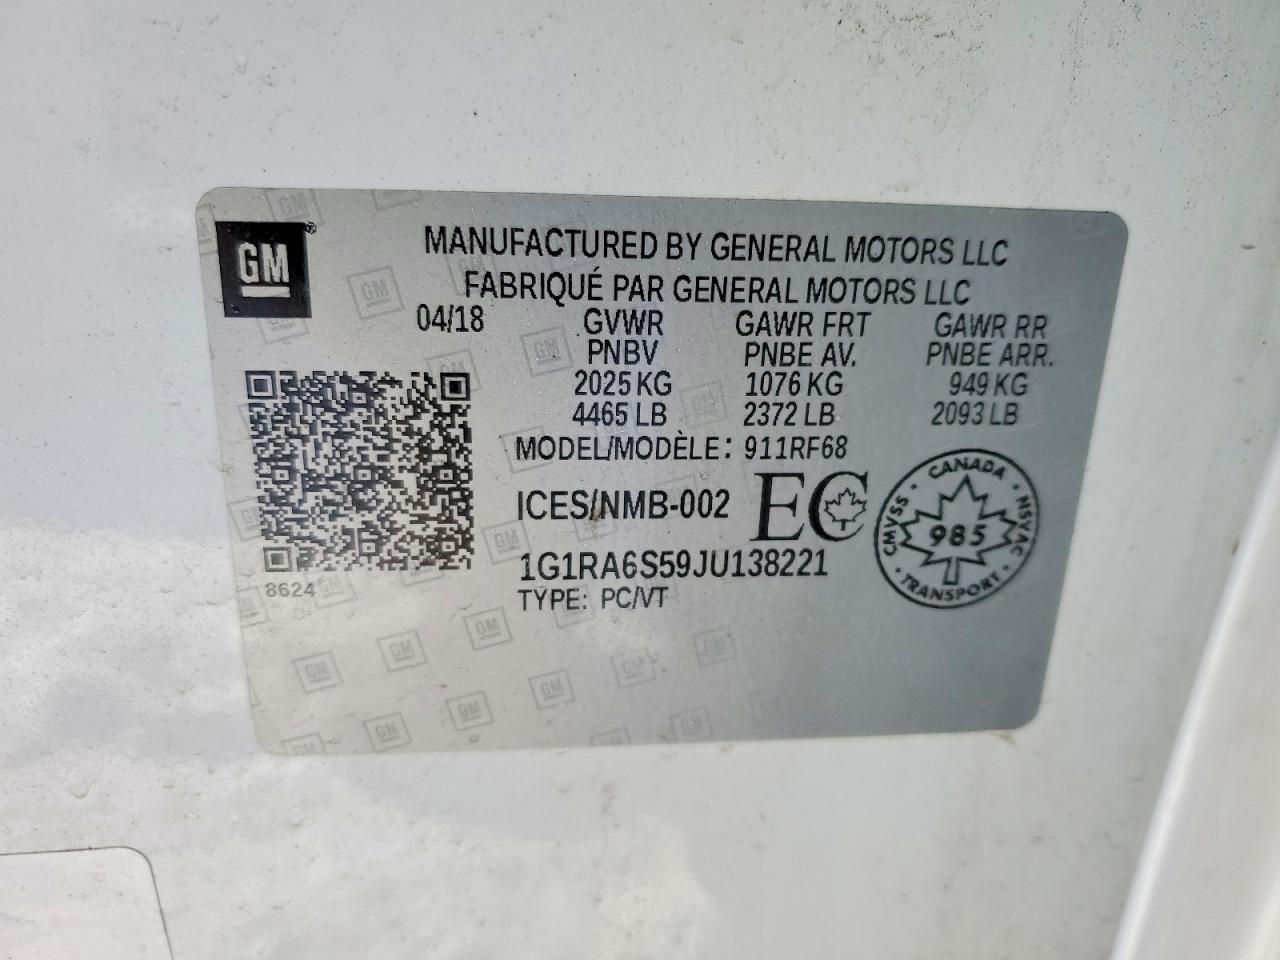 GM
MANUFACTURED BY GENERAL MOTORS LLC
FABRIQUÉ PAR GENERAL MOTORS LLC
04/18 GVWR GAWR FRT GAWR RR
PNBV PNBE AV. PNBE ARR.
2025 KG 1076 KG 949 KG
4465 LB 2372 LB 2093 LB
MODEL/MODÈLE: 911RF68
ICES/NMB-002 EC
1G1RA6S59JU138221
TYPE: PC/VT
8624
CMVSS · CANADA · NSVAC
985
· TRANSPORT ·